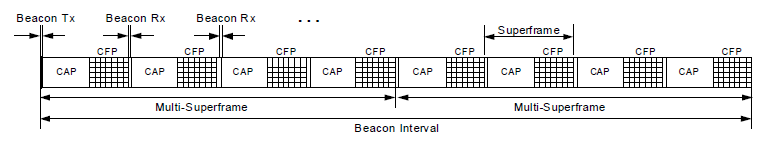 Beacon Tx Beacon Rx Beacon Rx ...
Superframe
CFP CFP CFP CFP CFP CFP CFP CFP
CAP CAP CAP CAP CAP CAP CAP CAP
Multi-Superframe Multi-Superframe
Beacon Interval